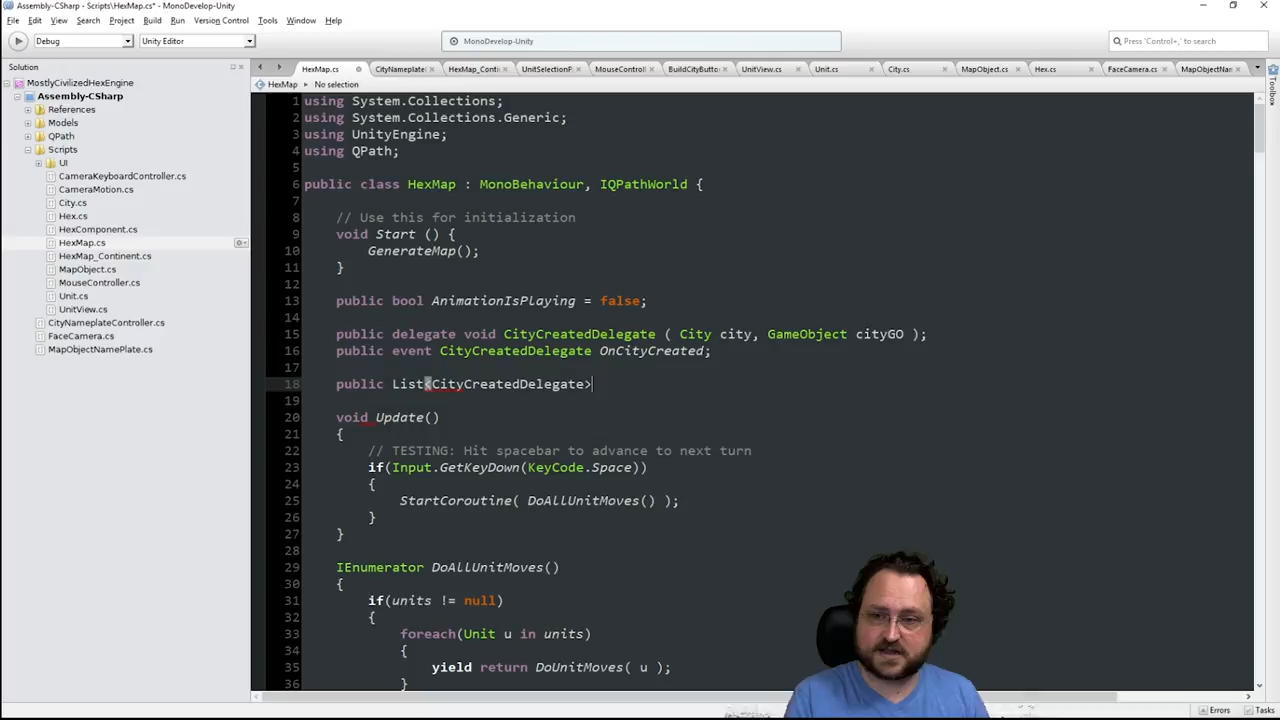 Assembly-CSharp - Scripts\HexMap.cs* - MonoDevelop-Unity
File Edit View Search Project Build Run Version Control Tools Window Help
Debug Unity Editor MonoDevelop-Unity Press 'Control+,' to search
Solution
MostlyCivilizedHexEngine
Assembly-CSharp
References
Models
QPath
Scripts
UI
CameraKeyboardController.cs
CameraMotion.cs
City.cs
Hex.cs
HexComponent.cs
HexMap.cs
HexMap_Continent.cs
MapObject.cs
MouseController.cs
Unit.cs
UnitView.cs
CityNameplateController.cs
FaceCamera.cs
MapObjectNamePlate.cs
HexMap.cs CityNameplate HexMap_Conti UnitSelectionP MouseControll BuildCityButto UnitView.cs Unit.cs City.cs MapObject.cs Hex.cs FaceCamera.cs MapObjectNam
HexMap No selection
1 using System.Collections;
2 using System.Collections.Generic;
3 using UnityEngine;
4 using QPath;
5
6 public class HexMap : MonoBehaviour, IQPathWorld {
7
8 // Use this for initialization
9 void Start () {
10 GenerateMap();
11 }
12
13 public bool AnimationIsPlaying = false;
14
15 public delegate void CityCreatedDelegate ( City city, GameObject cityGO );
16 public event CityCreatedDelegate OnCityCreated;
17
18 public List<CityCreatedDelegate>
19
20 void Update()
21 {
22 // TESTING: Hit spacebar to advance to next turn
23 if(Input.GetKeyDown(KeyCode.Space))
24 {
25 StartCoroutine( DoAllUnitMoves() );
26 }
27 }
28
29 IEnumerator DoAllUnitMoves()
30 {
31 if(units != null)
32 {
33 foreach(Unit u in units)
34 {
35 yield return DoUnitMoves( u );
36 }
Toolbox
Errors Tasks